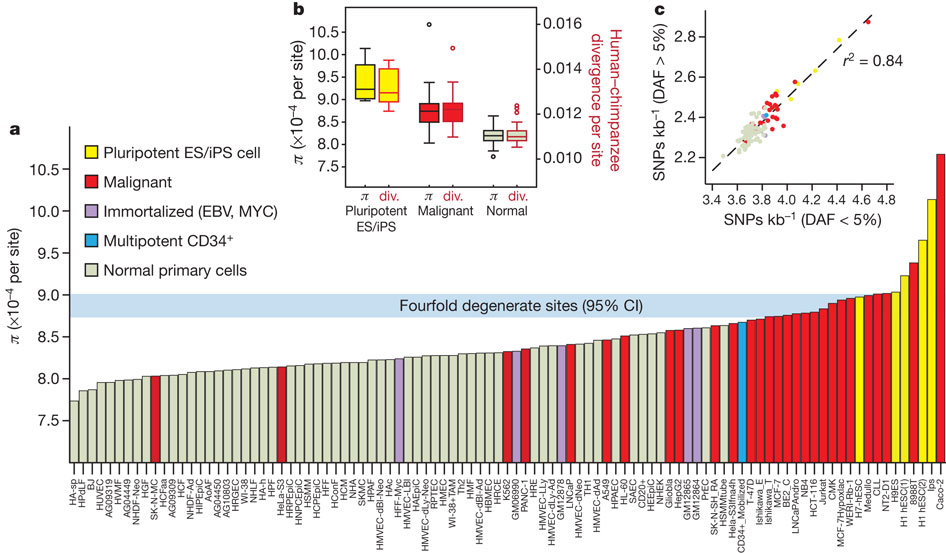 b
π (×10⁻⁴ per site)
10.5
10.0
9.5
9.0
8.5
8.0
7.5
0.016
0.014
0.012
0.010
Human–chimpanzee
divergence per site
π div. π div. π div.
Pluripotent Malignant Normal
ES/iPS
c
SNPs kb⁻¹ (DAF > 5%)
2.8
2.6
2.4
2.2
r² = 0.84
3.4 3.6 3.8 4.0 4.2 4.4 4.6 4.8
SNPs kb⁻¹ (DAF < 5%)
a
π (×10⁻⁴ per site)
10.5
10.0
9.5
9.0
8.5
8.0
7.5
Pluripotent ES/iPS cell
Malignant
Immortalized (EBV, MYC)
Multipotent CD34⁺
Normal primary cells
Fourfold degenerate sites (95% CI)
HA-sp
HPdLF
BJ
HUVEC
AG09319
HVMF
AG04449
NHDF-Neo
HGF
SK-N-MC
HCFaa
AG09309
HCF
NHDF-Ad
HIPEpiC
AoAF
AG04450
AG10803
HRGEC
WI-38
NHLF
HA-h
HPF
HeLa-S3
HRPEpiC
HNPCEpiC
HCPEpiC
HConF
HCM
NHA
SKMC
HPAF
HMVEC-dBl-Neo
HAc
HFF-Myc
HMVEC-LBl
HAEpiC
HMVEC-dLy-Neo
RPTEC
HMEC
WI-38-TAM
Th2
HMF
HMVEC-dBl-Ad
HBMEC
HRCE
K562
GM06990
PANC-1
HRE
HMVEC-LLy
HMVEC-dLy-Ad
GM12878
LNCaP
HMVEC-dNeo
HMVEC-dAd
A549
HPAEC
HL-60
SAEC
CD20+
HEEpiC
NHEK
Gliobla
HepG2
GM12865
GM12864
PrEC
SK-N-SH_RA
HSMMtube
Hela-S3Ifna4h
CD34+_Mobilized
T-47D
Ishikawa_E
Ishikawa_T
MCF-7
BE2_C
LNCaPAndro
NB4
HCT-116
Jurkat
CMK
MCF-7Hypolac
WERI-Rb-1
H7-hESC
Medullo
CLL
NT2-D1
H9ES
H1 hESC(1)
8988T
H1 hESC(2)
Ips
Caco-2